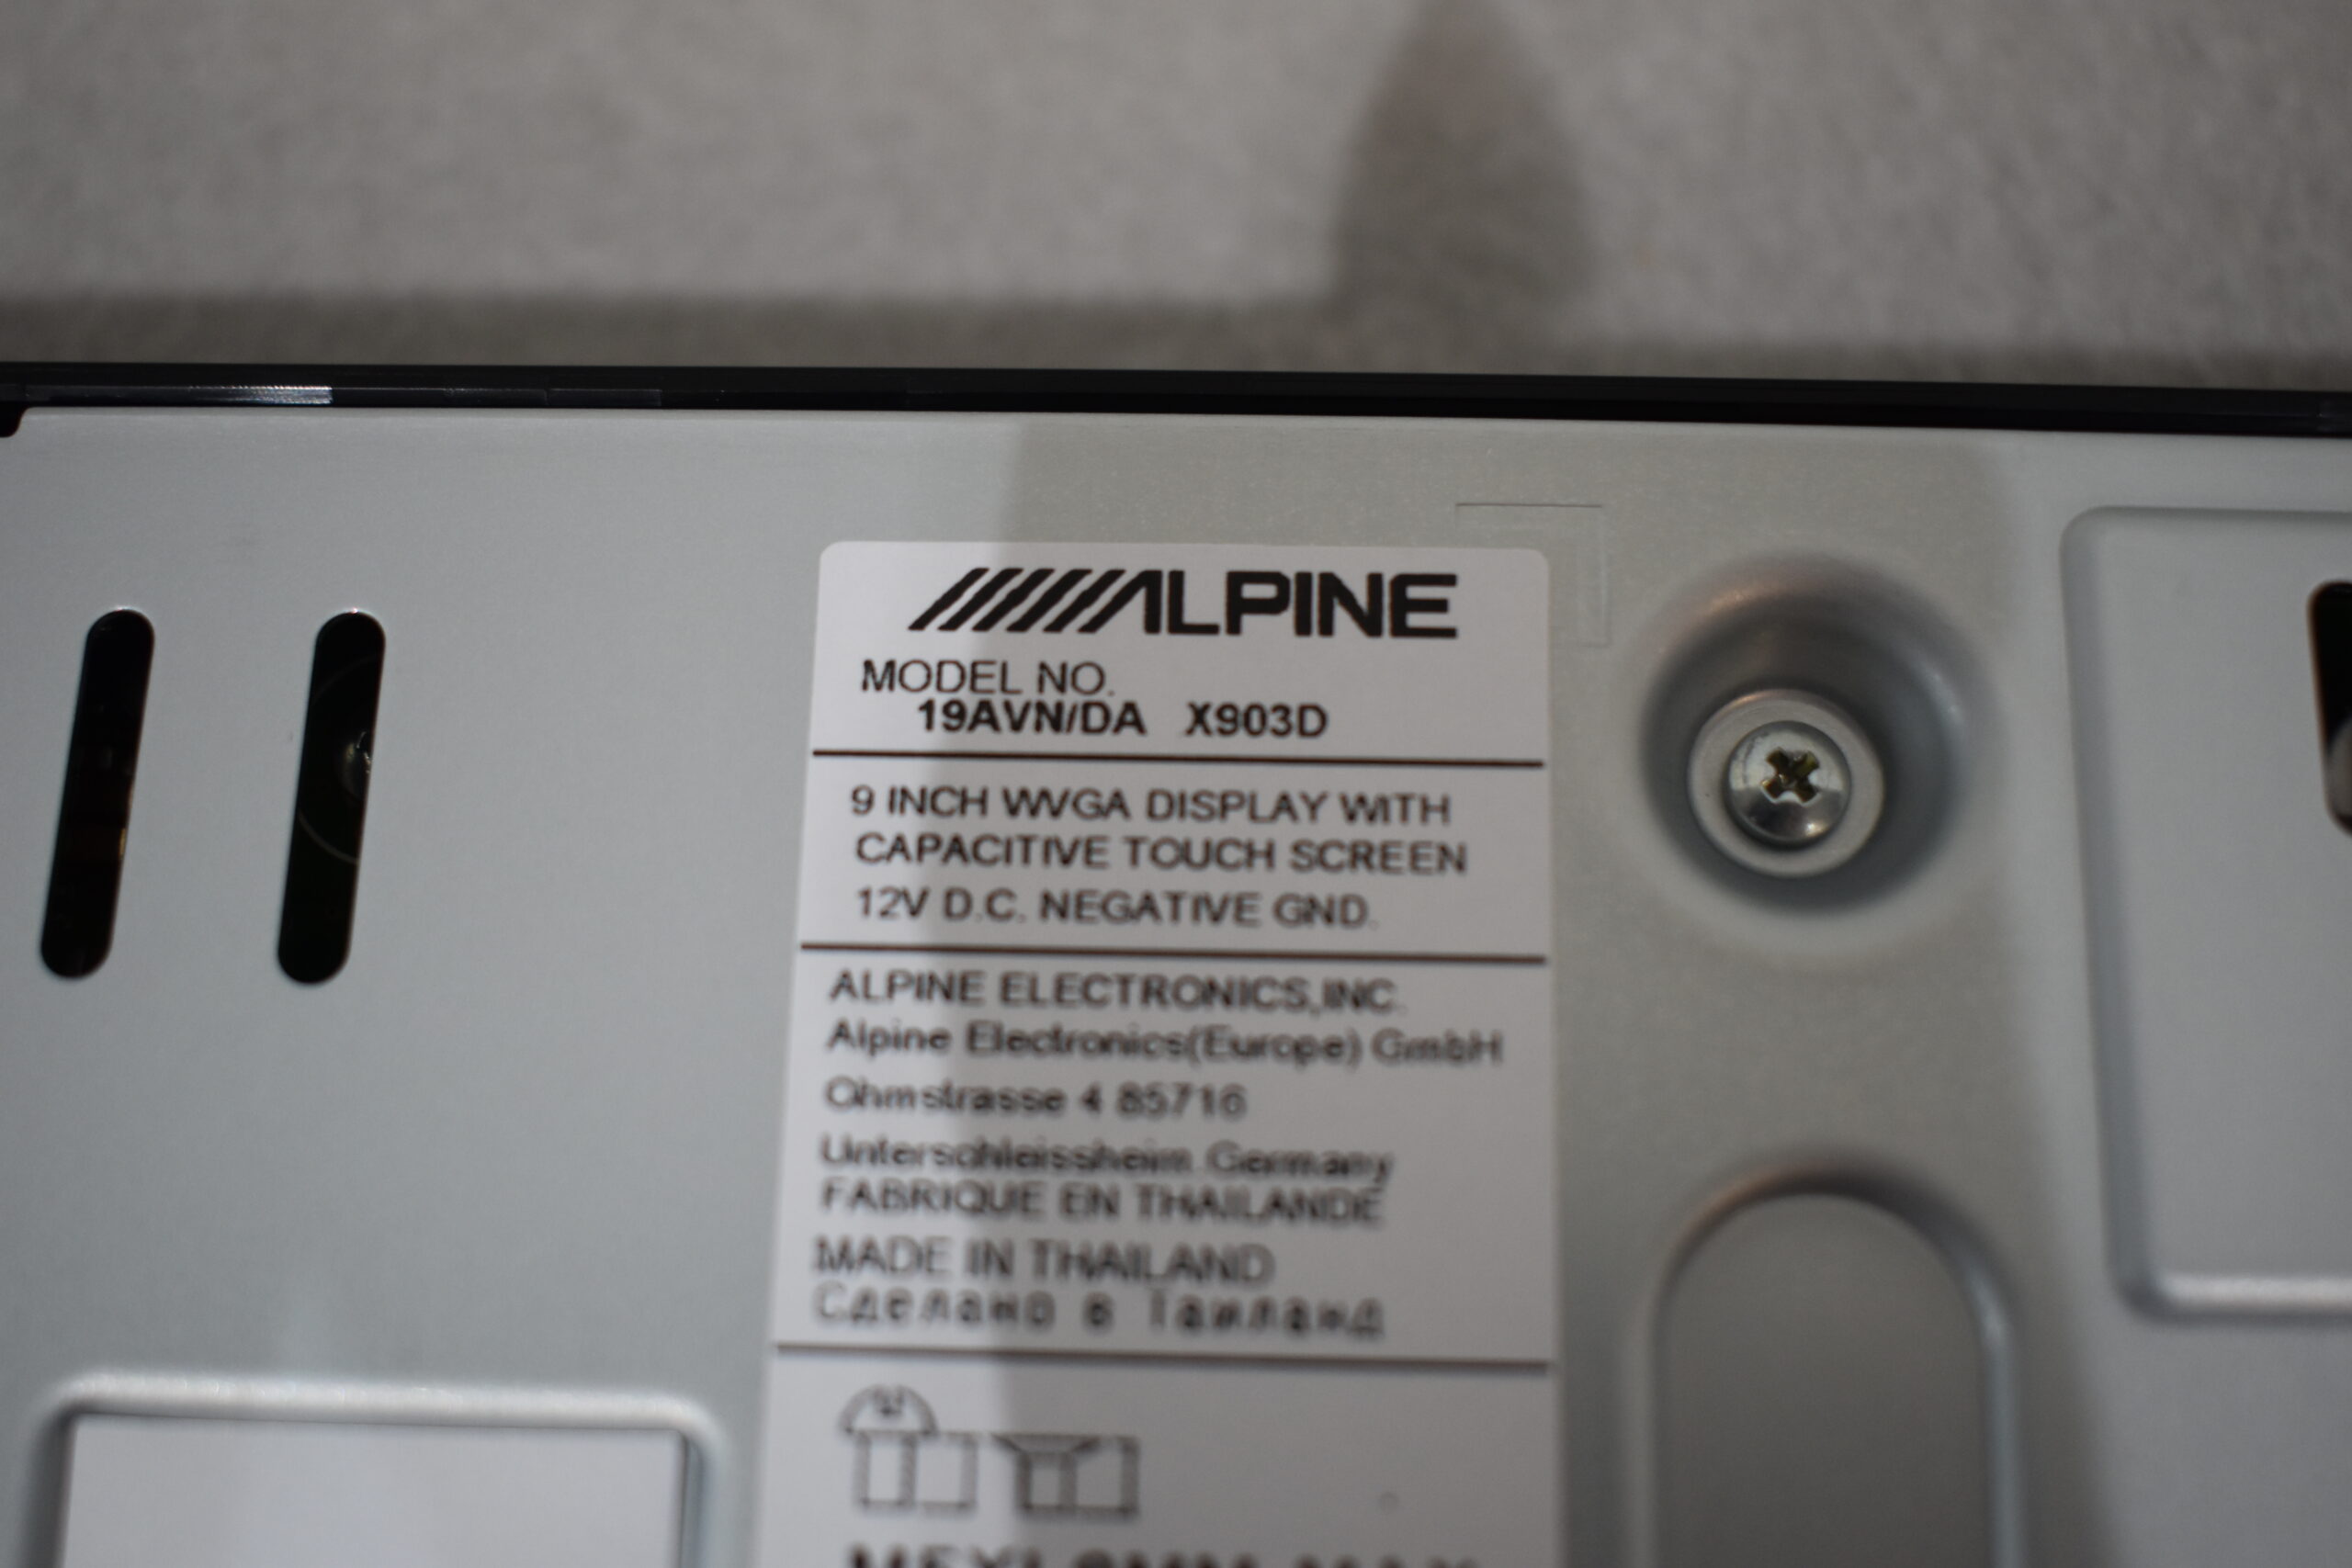 ALPINE
MODEL NO.
19AVN/DA X903D
9 INCH WVGA DISPLAY WITH
CAPACITIVE TOUCH SCREEN
12V D.C. NEGATIVE GND.
ALPINE ELECTRONICS,INC.
Alpine Electronics(Europe) GmbH
Ohmstrasse 4 85716
Unterschleissheim.Germany
FABRIQUE EN THAILANDE
MADE IN THAILAND
Сделано в Таиланд